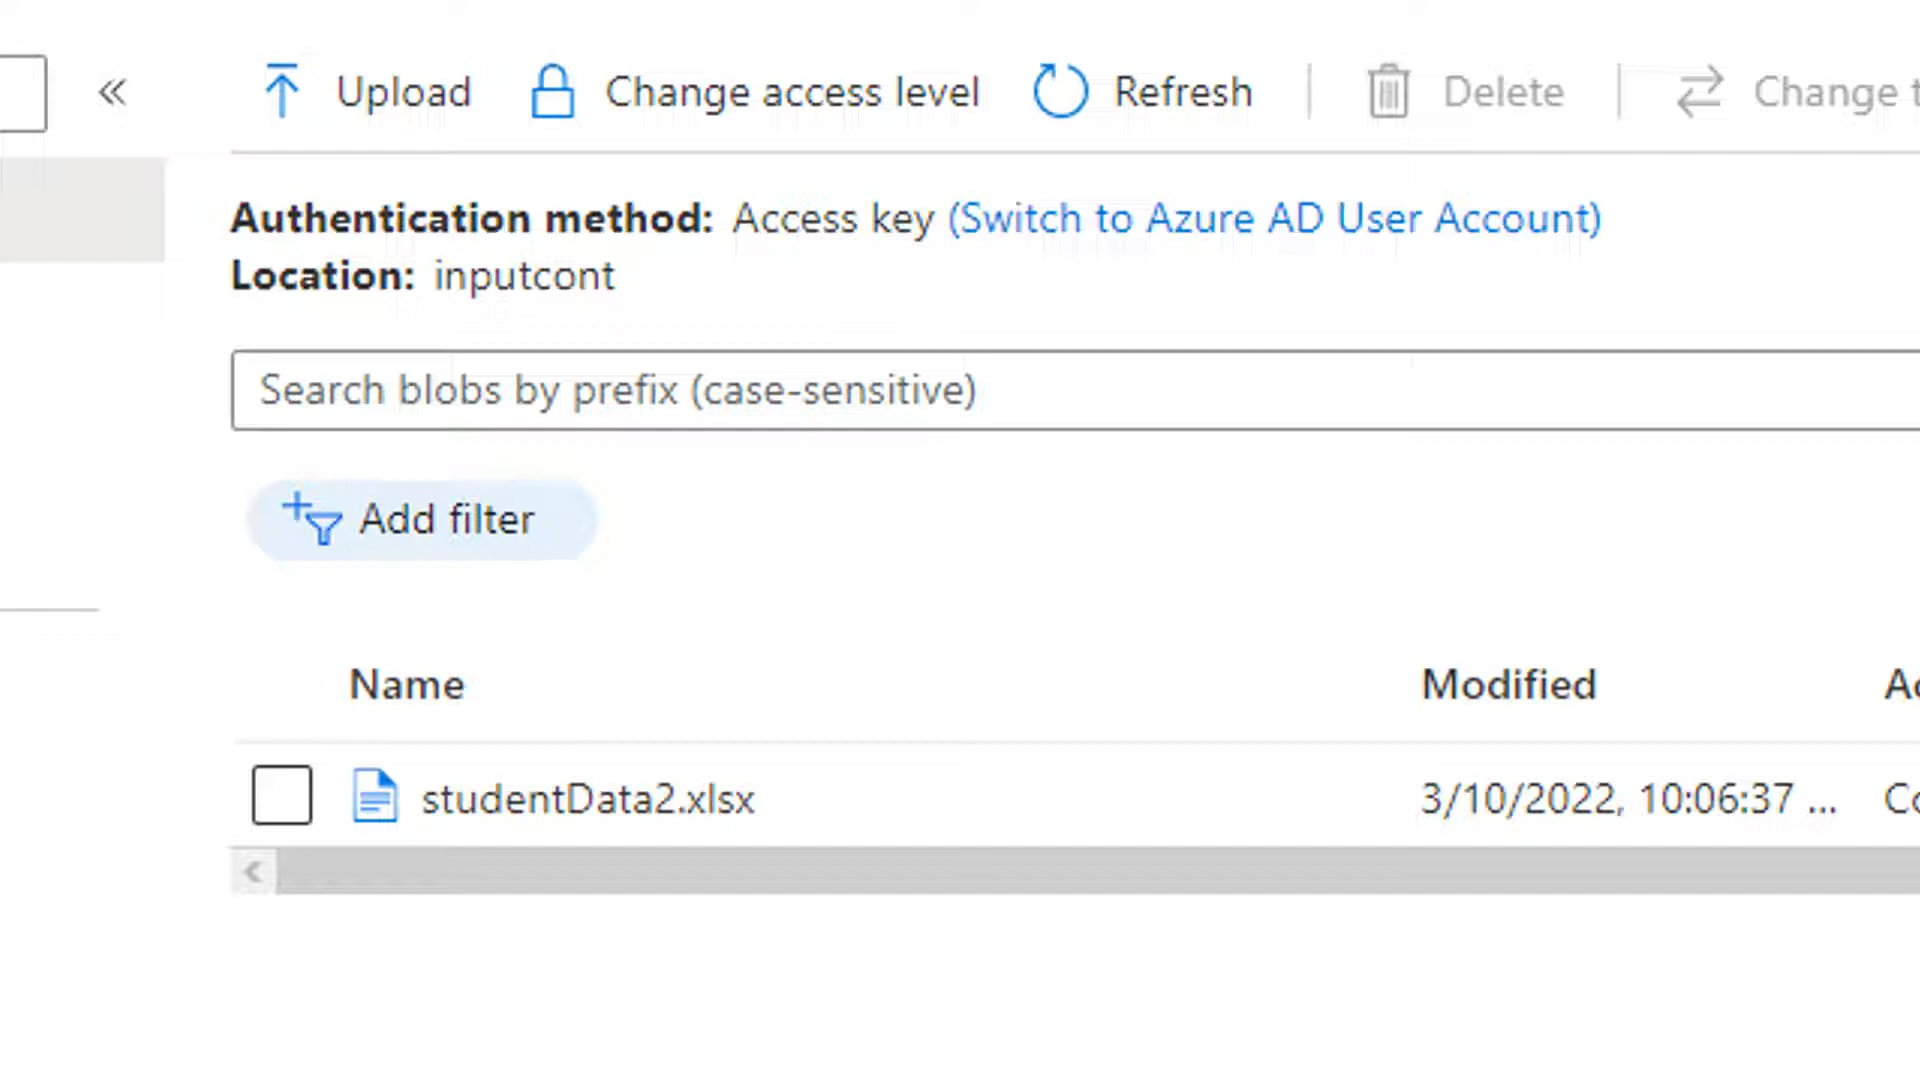 Upload Change access level Refresh Delete Change
Authentication method: Access key (Switch to Azure AD User Account)
Location: inputcont
Search blobs by prefix (case-sensitive)
Add filter
Name Modified
studentData2.xlsx 3/10/2022, 10:06:37 ...